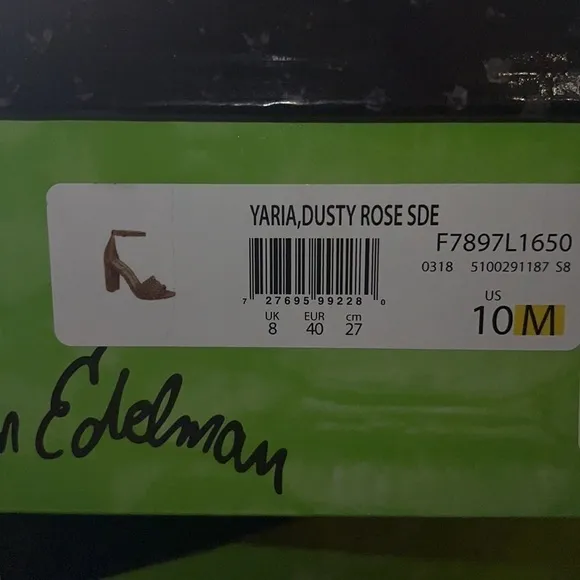 YARIA,DUSTY ROSE SDE
F7897L1650
0318 5100291187 S8
7 27695 99228 0
UK EUR cm
8 40 27
US
10 M
Edelman